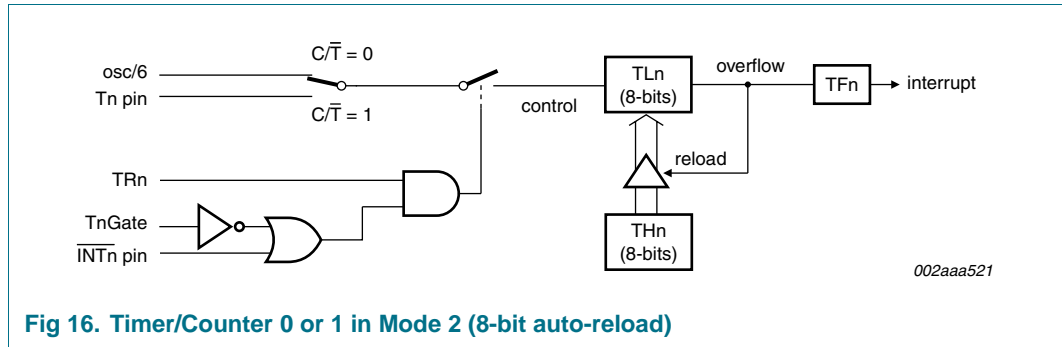 C/T̅ = 0
osc/6
Tn pin
C/T̅ = 1
control
TLn
(8-bits)
overflow
TFn
interrupt
reload
TRn
TnGate
I̅N̅T̅n̅ pin
THn
(8-bits)
002aaa521
Fig 16. Timer/Counter 0 or 1 in Mode 2 (8-bit auto-reload)